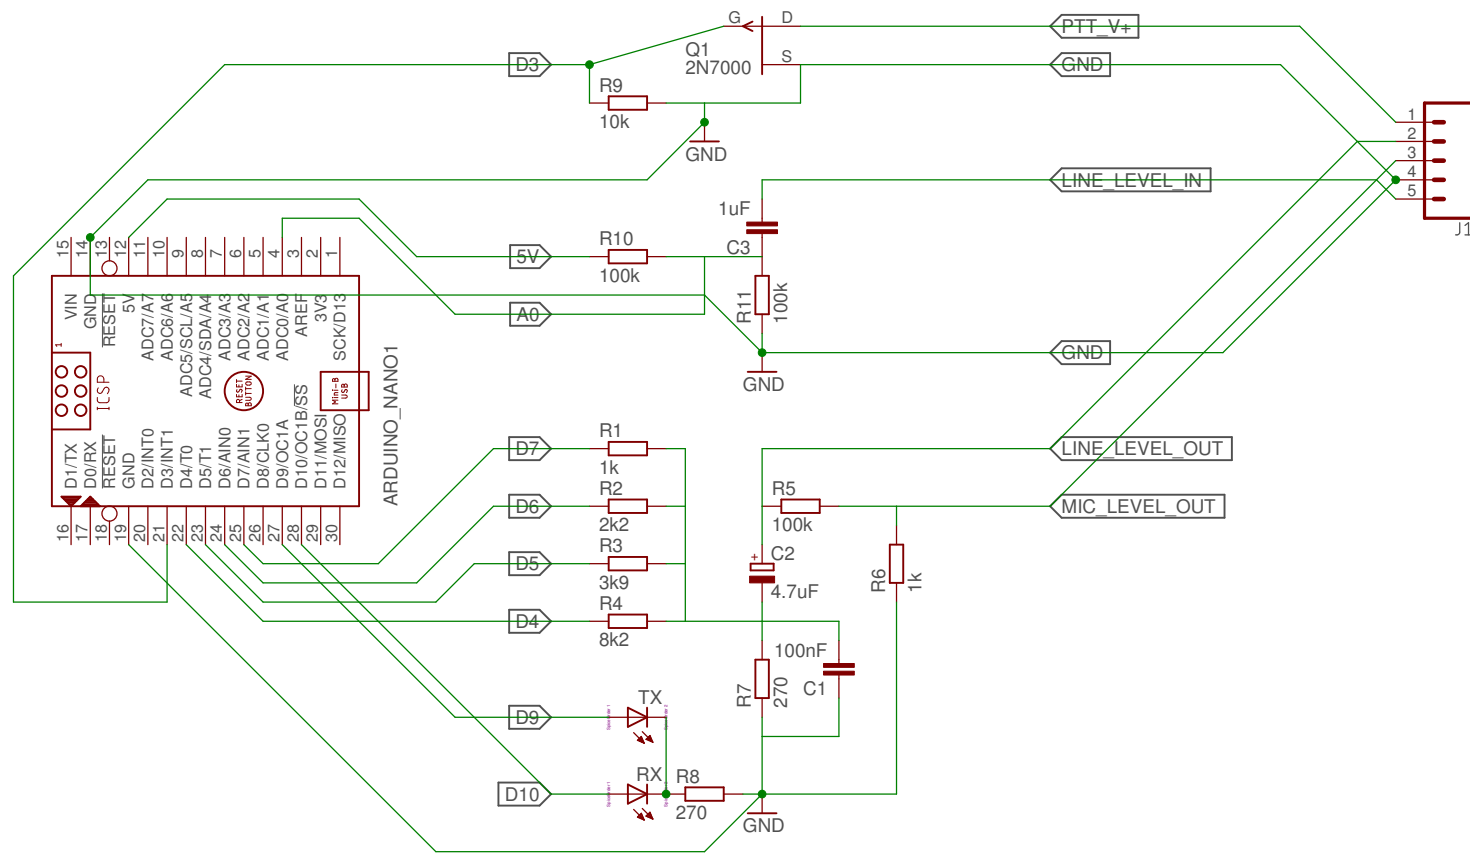 G
D
PTT_V+
Q1
2N7000
S
D3
GND
R9
10k
GND
1
2
3
4
5
J1
LINE_LEVEL_IN
1uF
C3
R10
5V
100k
R11
100k
A0
GND
GND
15
14
13
12
11
10
9
8
7
6
5
4
3
2
1
VIN
GND
RESET
5V
ADC7/A7
ADC6/A6
ADC5/SCL/A5
ADC4/SDA/A4
ADC3/A3
ADC2/A2
ADC1/A1
ADC0/A0
AREF
3V3
SCK/D13
1
ICSP
RESET
BUTTON
Mini-B
USB
ARDUINO_NANO1
D1/TX
D0/RX
RESET
GND
D2/INT0
D3/INT1
D4/T0
D5/T1
D6/AIN0
D7/AIN1
D8/CLK0
D9/OC1A
D10/OC1B/SS
D11/MOSI
D12/MISO
16
17
18
19
20
21
22
23
24
25
26
27
28
29
30
R1
D7
1k
R2
D6
2k2
R3
D5
3k9
R4
D4
8k2
LINE_LEVEL_OUT
R5
100k
MIC_LEVEL_OUT
+
C2
4.7uF
R6
1k
100nF
C1
R7
270
TX
D9
RX
D10
R8
270
GND